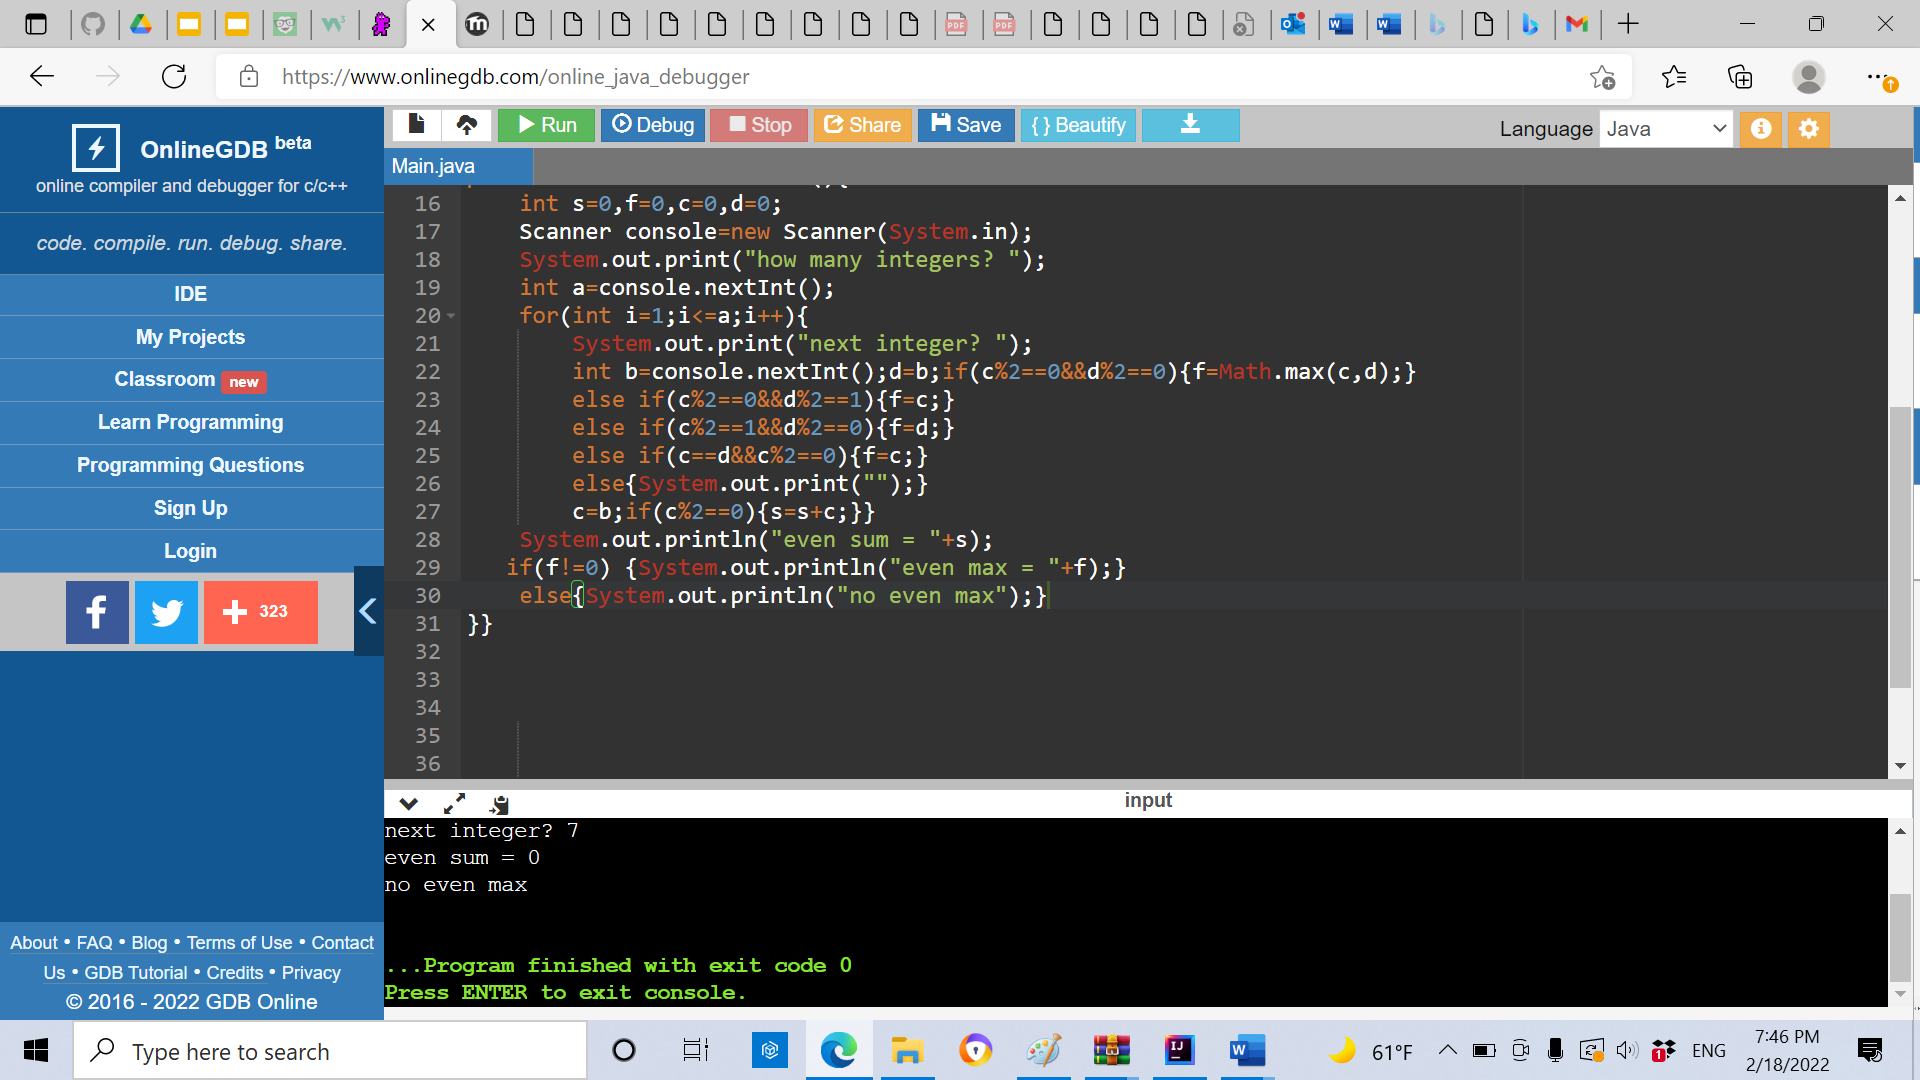 https://www.onlinegdb.com/online_java_debugger
OnlineGDB beta
online compiler and debugger for c/c++
code. compile. run. debug. share.
IDE
My Projects
Classroom new
Learn Programming
Programming Questions
Sign Up
Login
323
About • FAQ • Blog • Terms of Use • Contact
Us • GDB Tutorial • Credits • Privacy
© 2016 - 2022 GDB Online
Run Debug Stop Share Save { } Beautify
Language Java
Main.java
16 int s=0,f=0,c=0,d=0;
17 Scanner console=new Scanner(System.in);
18 System.out.print("how many integers? ");
19 int a=console.nextInt();
20 for(int i=1;i<=a;i++){
21 System.out.print("next integer? ");
22 int b=console.nextInt();d=b;if(c%2==0&&d%2==0){f=Math.max(c,d);}
23 else if(c%2==0&&d%2==1){f=c;}
24 else if(c%2==1&&d%2==0){f=d;}
25 else if(c==d&&c%2==0){f=c;}
26 else{System.out.print("");}
27 c=b;if(c%2==0){s=s+c;}}
28 System.out.println("even sum = "+s);
29 if(f!=0) {System.out.println("even max = "+f);}
30 else{System.out.println("no even max");}
31 }}
32
33
34
35
36
input
next integer? 7
even sum = 0
no even max
...Program finished with exit code 0
Press ENTER to exit console.
Type here to search
61°F
ENG
7:46 PM
2/18/2022